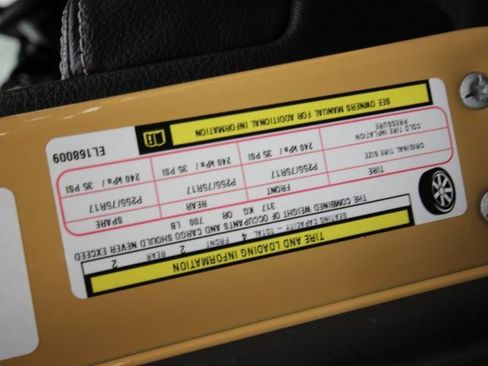 TIRE AND LOADING INFORMATION
SEATING CAPACITY - TOTAL 4 FRONT 2 REAR 2
THE COMBINED WEIGHT OF OCCUPANTS AND CARGO SHOULD NEVER EXCEED
317 KG OR 700 LB
TIRE FRONT REAR SPARE
ORIGINAL TIRE SIZE P255/75R17 P255/75R17 P255/75R17
COLD TIRE INFLATION PRESSURE 240 kPa / 35 PSI 240 kPa / 35 PSI 240 kPa / 35 PSI
SEE OWNERS MANUAL FOR ADDITIONAL INFORMATION
EL168009